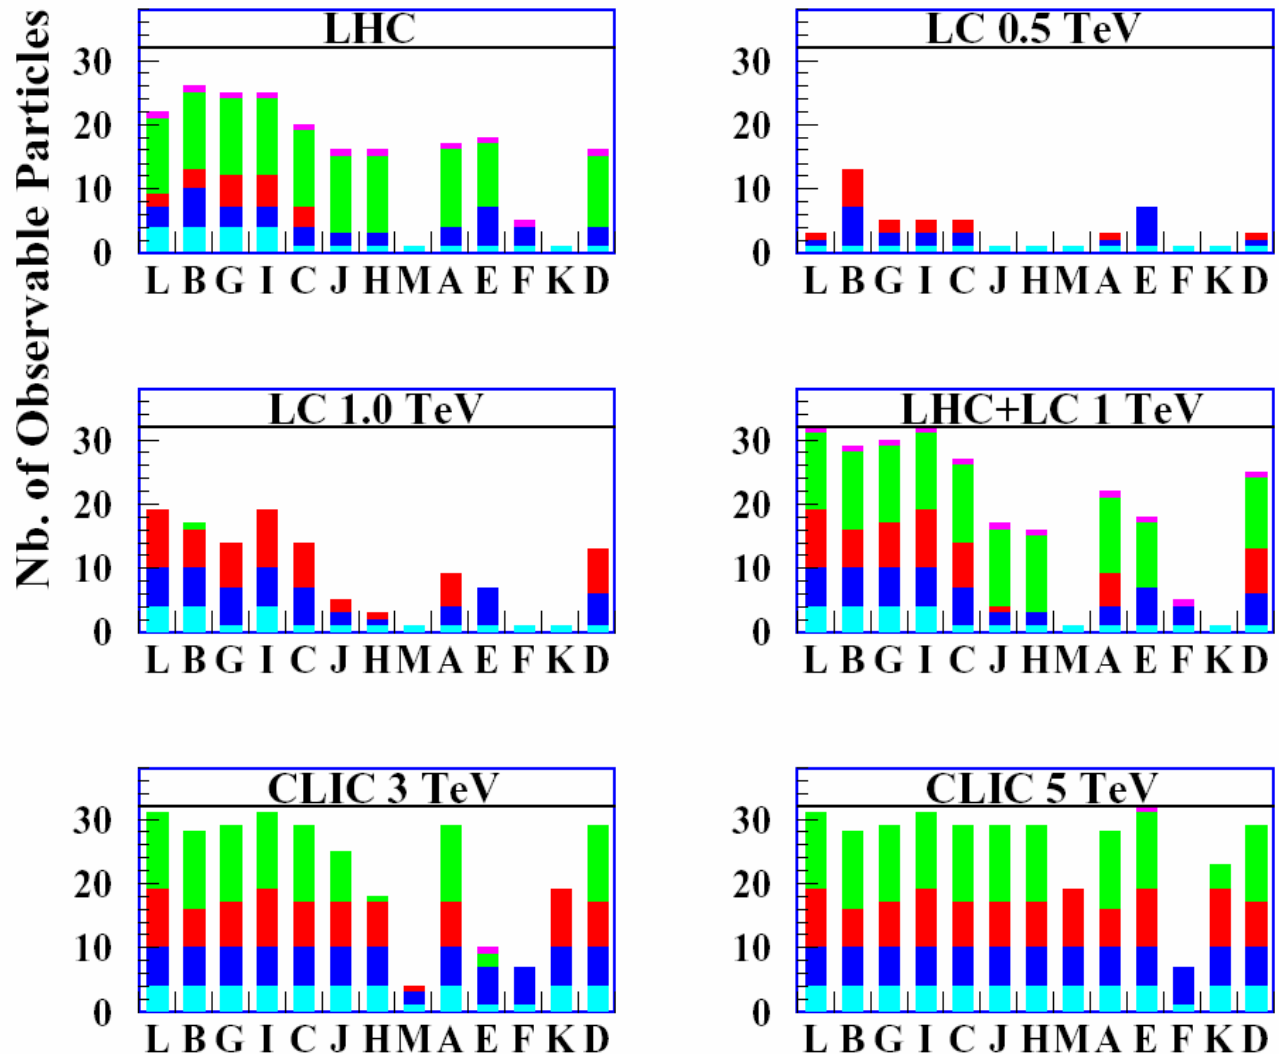 Nb. of Observable Particles
LHC
30
20
10
0
L B G I C J H M A E F K D
LC 0.5 TeV
30
20
10
0
L B G I C J H M A E F K D
LC 1.0 TeV
30
20
10
0
L B G I C J H M A E F K D
LHC+LC 1 TeV
30
20
10
0
L B G I C J H M A E F K D
CLIC 3 TeV
30
20
10
0
L B G I C J H M A E F K D
CLIC 5 TeV
30
20
10
0
L B G I C J H M A E F K D